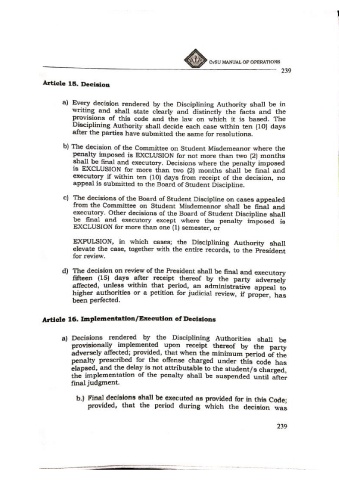 CvSU MANUAL OF OPERATIONS
239
Article 15. Decision
a) Every decision rendered by the Disciplining Authority shall be in
writing and shall state clearly and distinctly the facts and the
provisions of this code and the law on which it is based. The
Disciplining Authority shall decide each case within ten (10) days
after the parties have submitted the same for resolutions.
b) The decision of the Committee on Student Misdemeanor where the
penalty imposed is EXCLUSION for not more than two (2) months
shall be final and executory. Decisions where the penalty imposed
is EXCLUSION for more than two (2) months shall be final and
executory if within ten (10) days from receipt of the decision, no
appeal is submitted to the Board of Student Discipline.
c) The decisions of the Board of Student Discipline on cases appealed
from the Committee on Student Misdemeanor shall be final and
executory. Other decisions of the Board of Student Discipline shall
be final and executory except where the penalty imposed is
EXCLUSION for more than one (1) semester, or
EXPULSION, in which cases; the Disciplining Authority shall
elevate the case, together with the entire records, to the President
for review.
d) The decision on review of the President shall be final and executory
fifteen (15) days after receipt thereof by the party adversely
affected, unless within that period, an administrative appeal to
higher authorities or a petition for judicial review, if proper, has
been perfected.
Article 16. Implementation/Execution of Decisions
a) Decisions rendered by the Disciplining Authorities shall be
provisionally implemented upon receipt thereof by the party
adversely affected; provided, that when the minimum period of the
penalty prescribed for the offense charged under this code has
elapsed, and the delay is not attributable to the student/s charged,
the implementation of the penalty shall be suspended until after
final judgment.
b.) Final decisions shall be executed as provided for in this Code;
provided, that the period during which the decision was
239